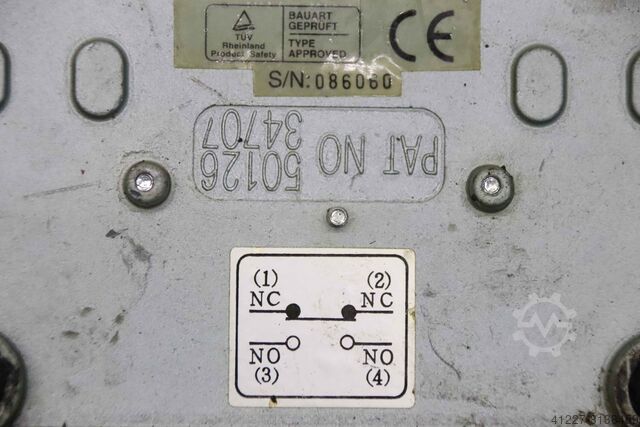 TÜV
Rheinland
Product Safety
BAUART
GEPRÜFT
TYPE
APPROVED
CE
S/N: 086060
PAT NO 50126
34707
(1)
NC
(2)
NC
NO
(3)
NO
(4)